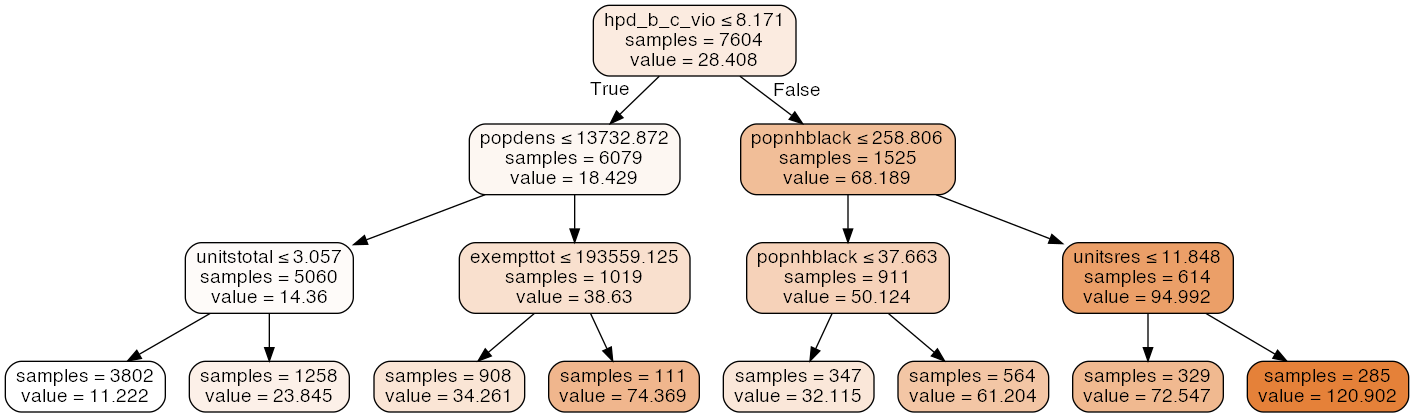 hpd_b_c_vio ≤ 8.171
samples = 7604
value = 28.408
True
False
popdens ≤ 13732.872
samples = 6079
value = 18.429
popnhblack ≤ 258.806
samples = 1525
value = 68.189
unitstotal ≤ 3.057
samples = 5060
value = 14.36
exempttot ≤ 193559.125
samples = 1019
value = 38.63
popnhblack ≤ 37.663
samples = 911
value = 50.124
unitsres ≤ 11.848
samples = 614
value = 94.992
samples = 3802
value = 11.222
samples = 1258
value = 23.845
samples = 908
value = 34.261
samples = 111
value = 74.369
samples = 347
value = 32.115
samples = 564
value = 61.204
samples = 329
value = 72.547
samples = 285
value = 120.902